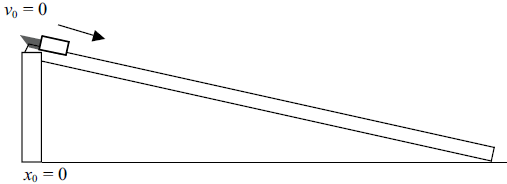 v₀ = 0
x₀ = 0